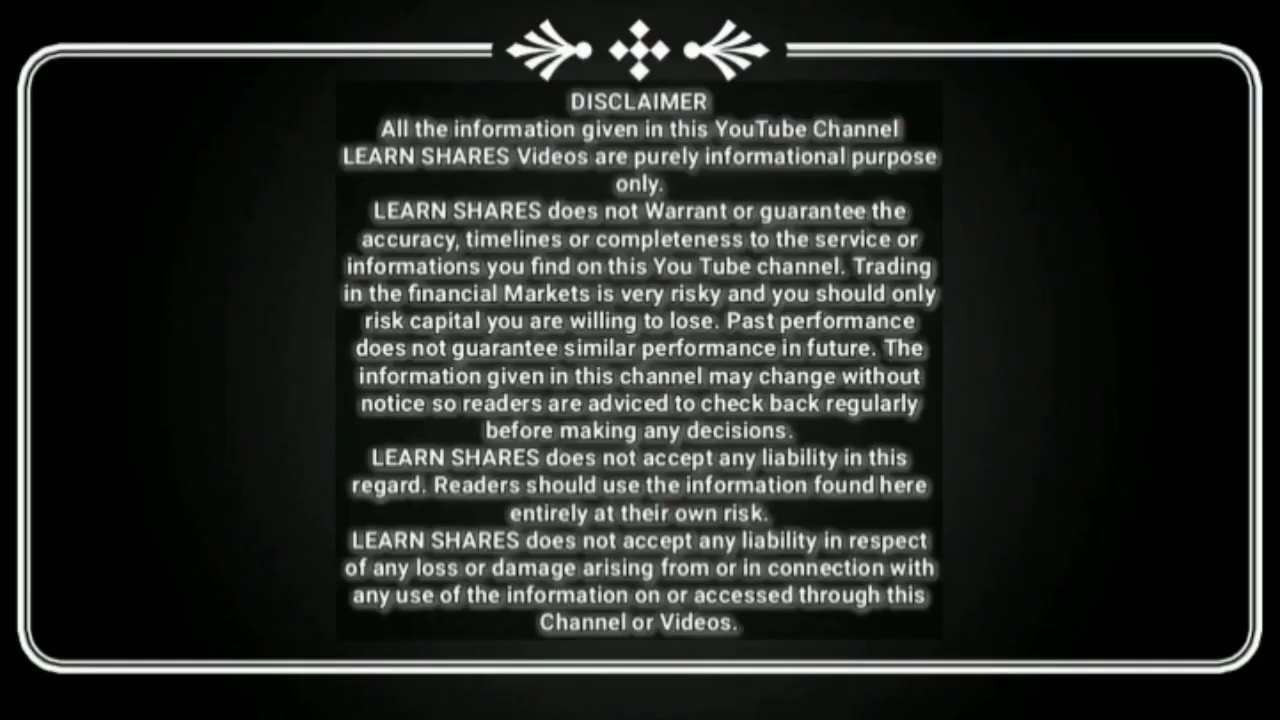 DISCLAIMER
All the information given in this YouTube Channel
LEARN SHARES Videos are purely informational purpose
only.
LEARN SHARES does not Warrant or guarantee the
accuracy, timelines or completeness to the service or
informations you find on this You Tube channel. Trading
in the financial Markets is very risky and you should only
risk capital you are willing to lose. Past performance
does not guarantee similar performance in future. The
information given in this channel may change without
notice so readers are adviced to check back regularly
before making any decisions.
LEARN SHARES does not accept any liability in this
regard. Readers should use the information found here
entirely at their own risk.
LEARN SHARES does not accept any liability in respect
of any loss or damage arising from or in connection with
any use of the information on or accessed through this
Channel or Videos.